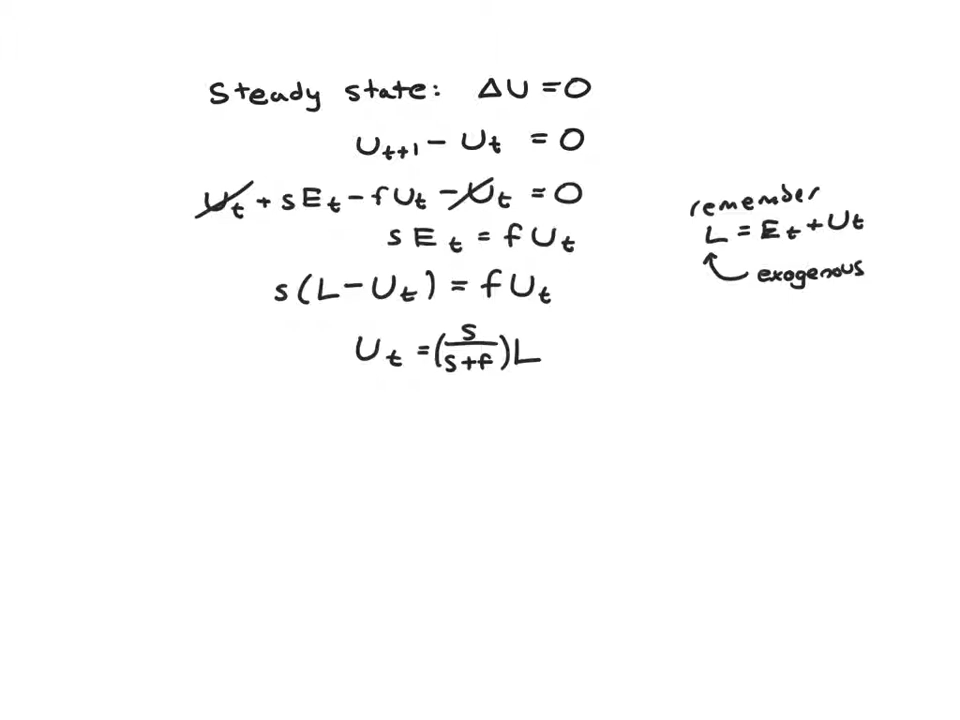 Steady state: ΔU = 0
U_{t+1} - U_t = 0
U_t + sE_t - fU_t - U_t = 0
sE_t = fU_t
s(L - U_t) = fU_t
U_t = (s/(s+f))L
remember
L = E_t + U_t
exogenous